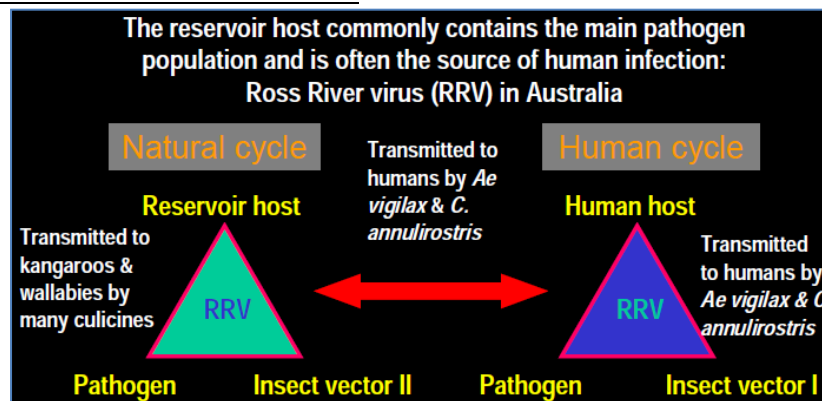 The reservoir host commonly contains the main pathogen
population and is often the source of human infection:
Ross River virus (RRV) in Australia
Natural cycle
Transmitted to
humans by Ae
vigilax & C.
annulirostris
Human cycle
Reservoir host
Human host
Transmitted to
kangaroos &
wallabies by
many culicines
RRV
RRV
Transmitted
to humans by
Ae vigilax & C
annulirostris
Pathogen
Insect vector II
Pathogen
Insect vector I